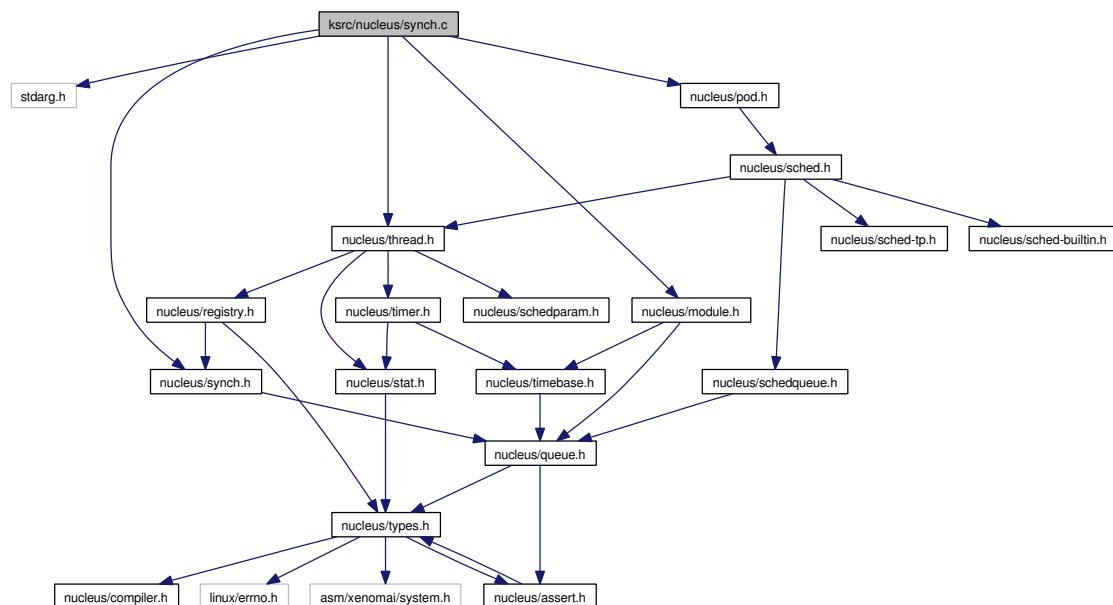 ksrc/nucleus/synch.c
stdarg.h
nucleus/pod.h
nucleus/sched.h
nucleus/thread.h
nucleus/sched-tp.h
nucleus/sched-builtin.h
nucleus/registry.h
nucleus/timer.h
nucleus/schedparam.h
nucleus/module.h
nucleus/synch.h
nucleus/stat.h
nucleus/timebase.h
nucleus/schedqueue.h
nucleus/queue.h
nucleus/types.h
nucleus/compiler.h
linux/errno.h
asm/xenomai/system.h
nucleus/assert.h